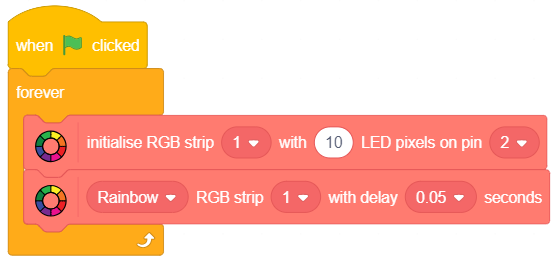 when clicked
forever
initialise RGB strip 1 with 10 LED pixels on pin 2
Rainbow RGB strip 1 with delay 0.05 seconds